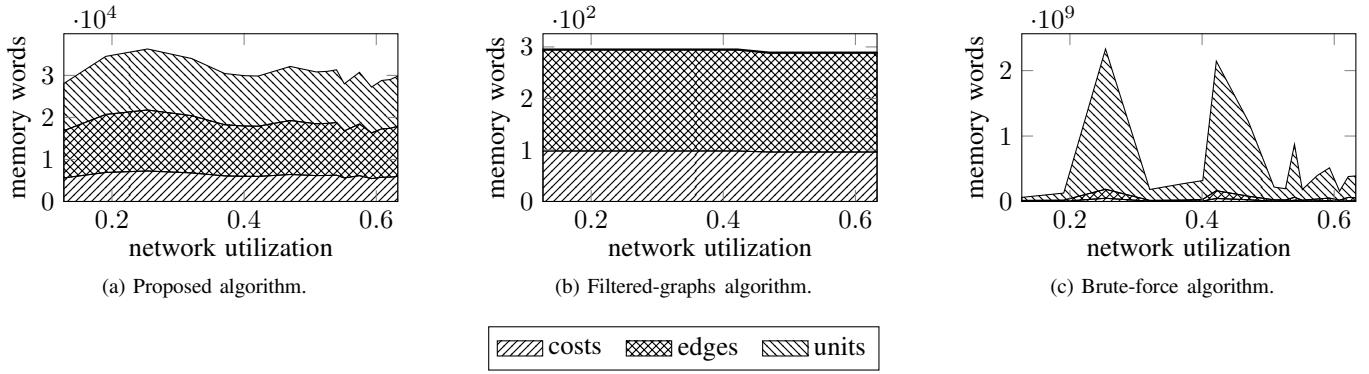 ·10^4
memory words
3
2
1
0
0.2 0.4 0.6
network utilization
(a) Proposed algorithm.
·10^2
memory words
3
2
1
0
0.2 0.4 0.6
network utilization
(b) Filtered-graphs algorithm.
·10^9
memory words
2
1
0
0.2 0.4 0.6
network utilization
(c) Brute-force algorithm.
costs edges units